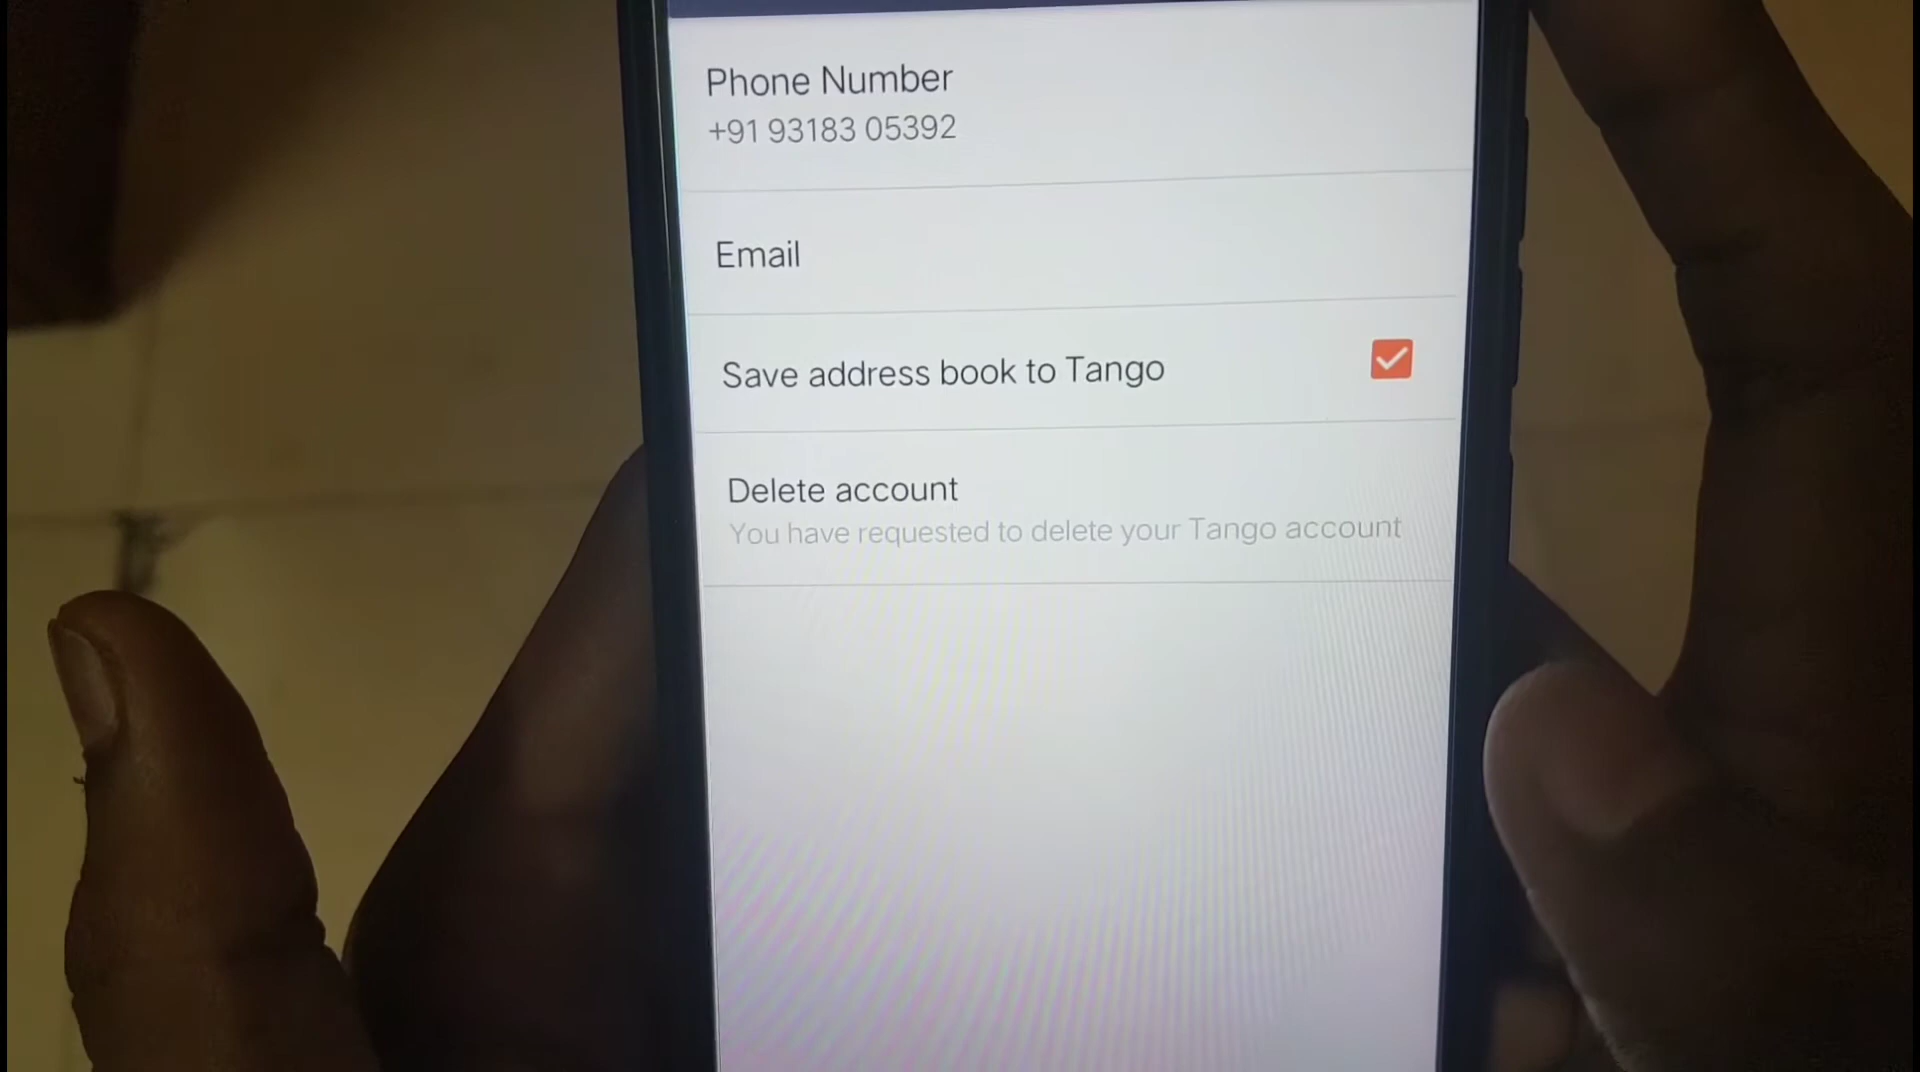 Phone Number
+91 93183 05392
Email
Save address book to Tango
Delete account
You have requested to delete your Tango account